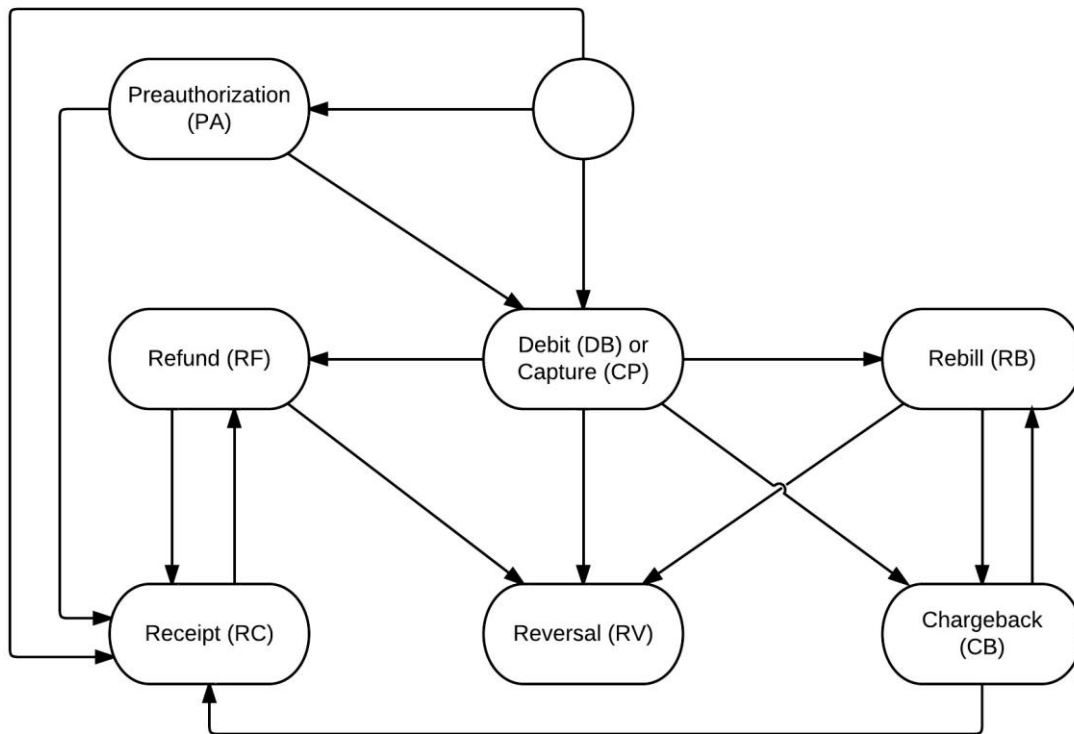 Preauthorization
(PA)
Refund (RF)
Debit (DB) or
Capture (CP)
Rebill (RB)
Receipt (RC)
Reversal (RV)
Chargeback
(CB)